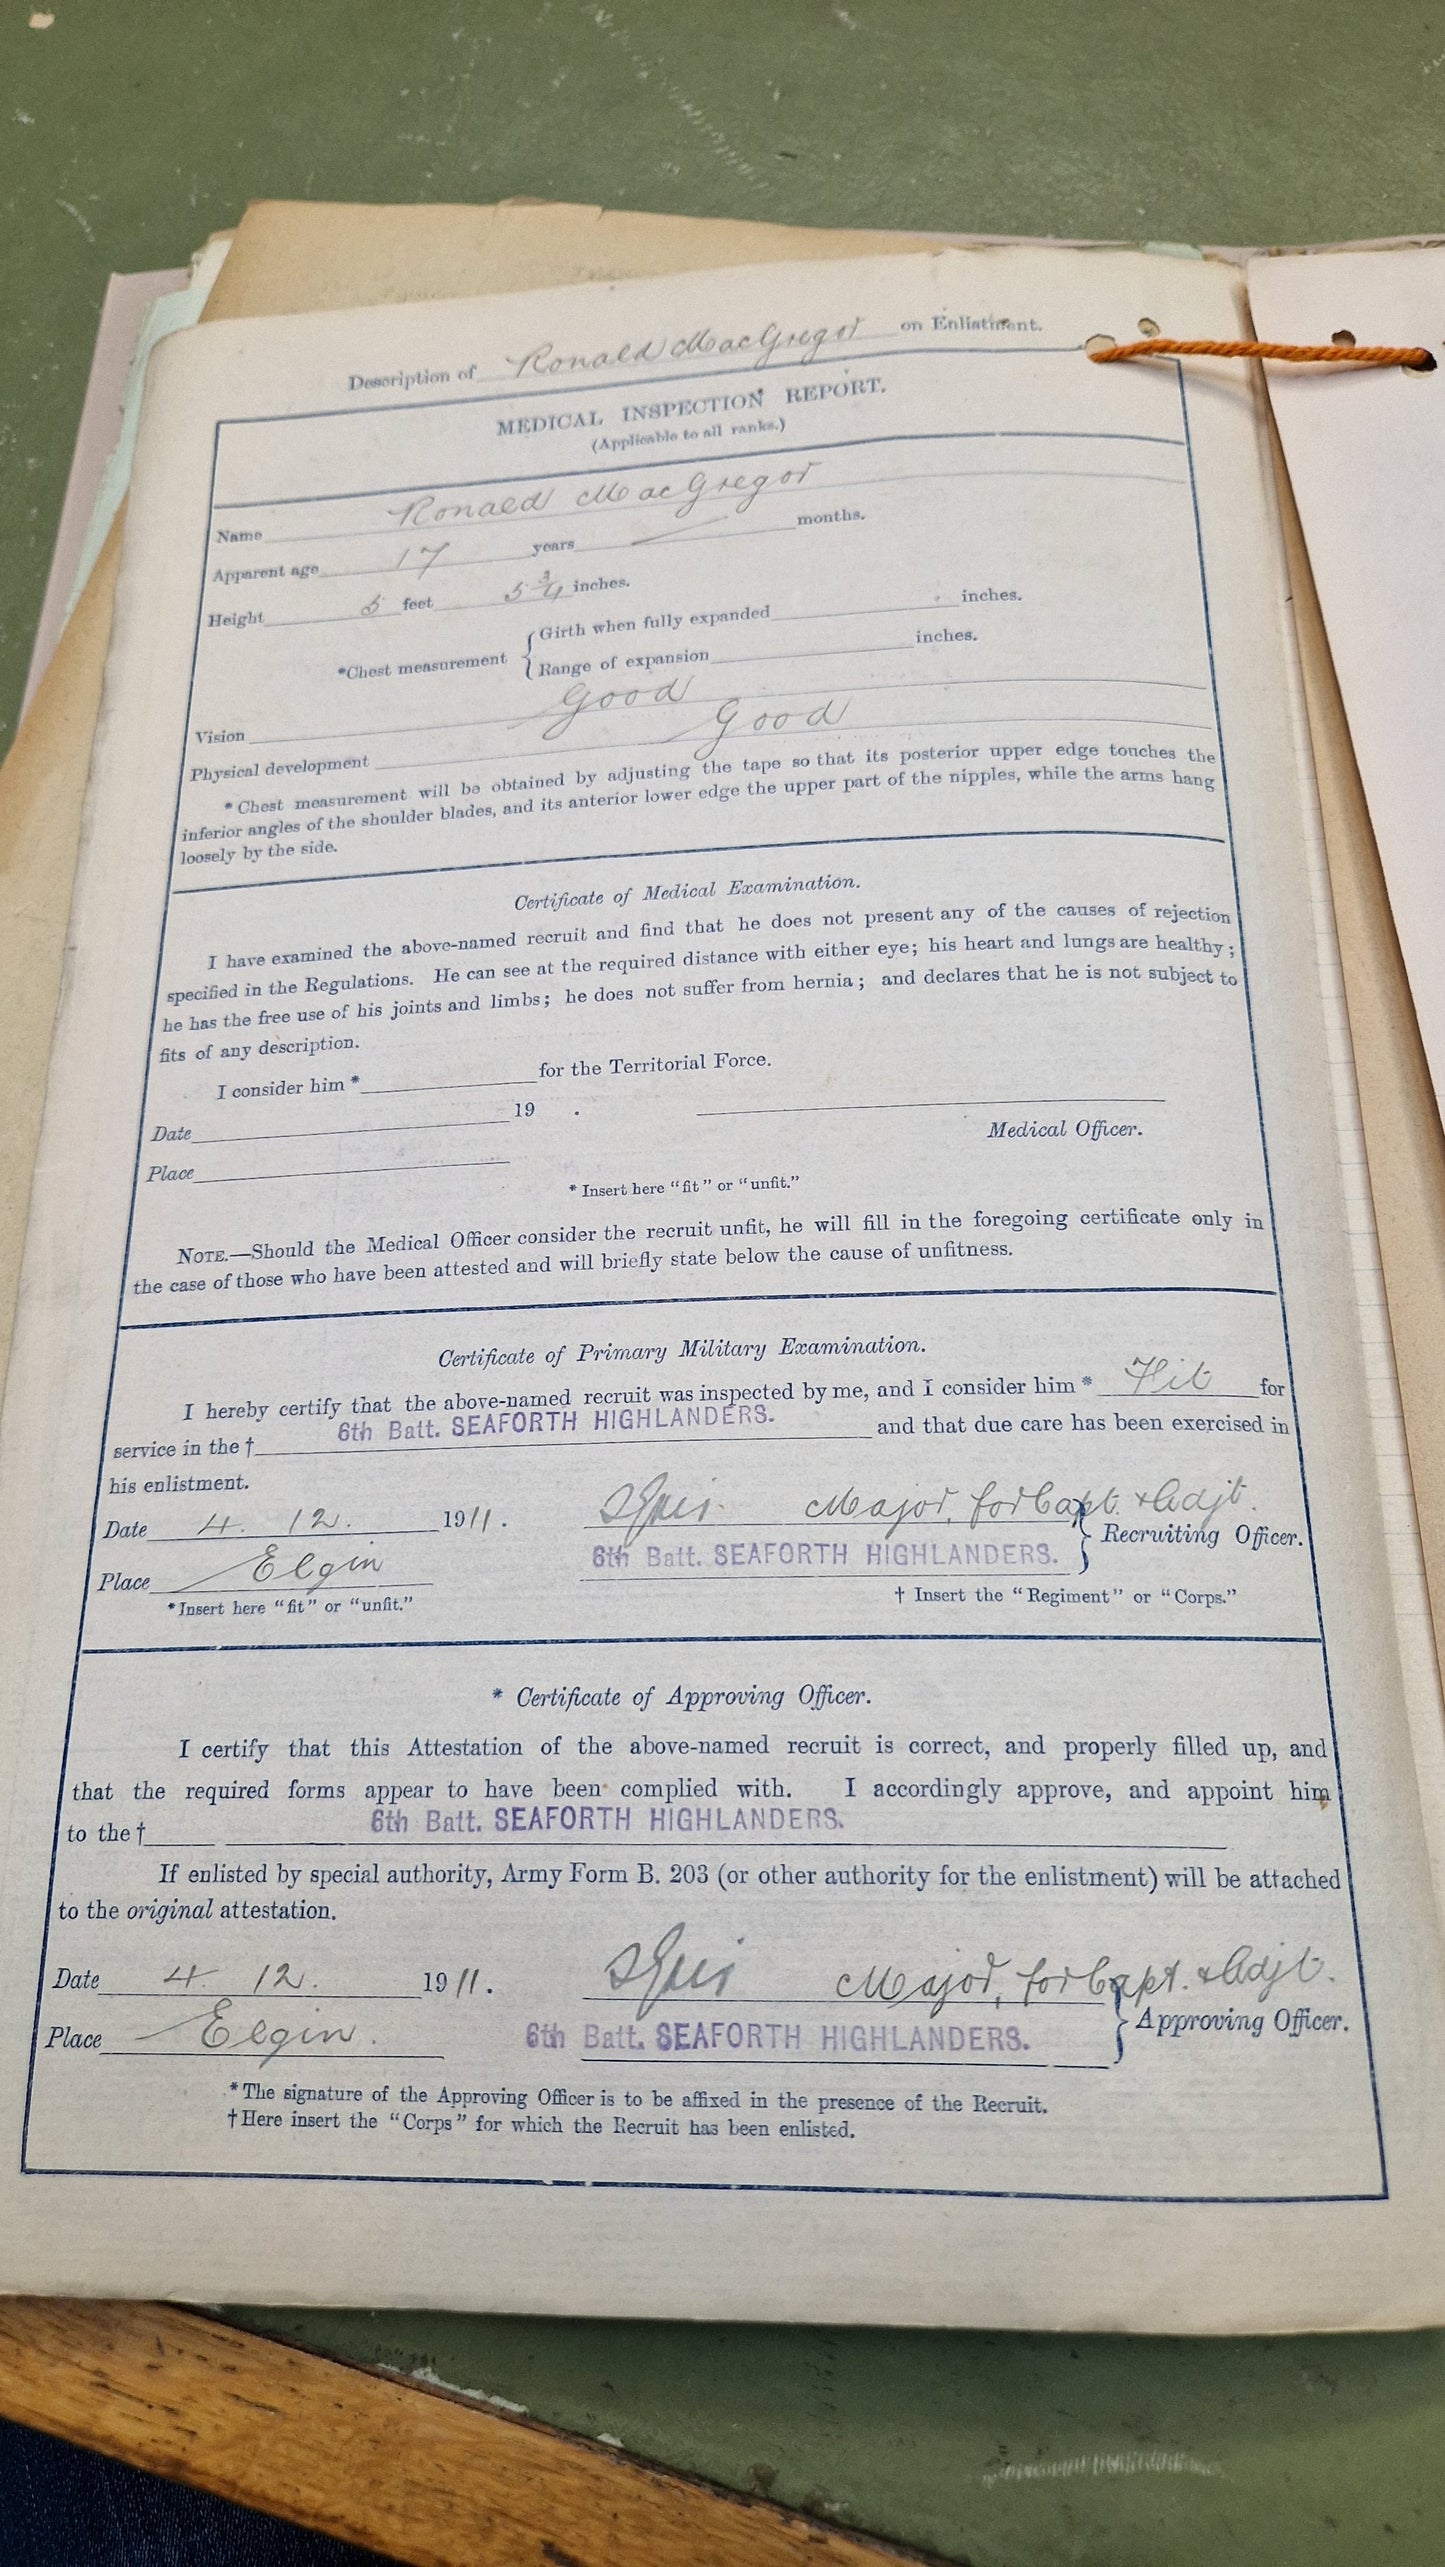 Description of Ronald MacGregor on Enlistment.
MEDICAL INSPECTION REPORT.
(Applicable to all ranks.)
Name Ronald MacGregor
Apparent age 17 years — months.
Height 5 feet 5 3/4 inches.
*Chest measurement { Girth when fully expanded inches.
Range of expansion inches.
Vision Good
Physical development Good
* Chest measurement will be obtained by adjusting the tape so that its posterior upper edge touches the
inferior angles of the shoulder blades, and its anterior lower edge the upper part of the nipples, while the arms hang
loosely by the side.
Certificate of Medical Examination.
I have examined the above-named recruit and find that he does not present any of the causes of rejection
specified in the Regulations. He can see at the required distance with either eye; his heart and lungs are healthy;
he has the free use of his joints and limbs; he does not suffer from hernia; and declares that he is not subject to
fits of any description.
I consider him * for the Territorial Force.
Date 19 .
Medical Officer.
Place
* Insert here "fit" or "unfit."
NOTE.—Should the Medical Officer consider the recruit unfit, he will fill in the foregoing certificate only in
the case of those who have been attested and will briefly state below the cause of unfitness.
Certificate of Primary Military Examination.
I hereby certify that the above-named recruit was inspected by me, and I consider him * Fit for
service in the † 6th Batt. SEAFORTH HIGHLANDERS. and that due care has been exercised in
his enlistment.
Date 4. 12. 1911. Major, for Capt. & Adjt.
6th Batt. SEAFORTH HIGHLANDERS. } Recruiting Officer.
Place Elgin
*Insert here "fit" or "unfit." † Insert the "Regiment" or "Corps."
* Certificate of Approving Officer.
I certify that this Attestation of the above-named recruit is correct, and properly filled up, and
that the required forms appear to have been complied with. I accordingly approve, and appoint him
to the † 6th Batt. SEAFORTH HIGHLANDERS.
If enlisted by special authority, Army Form B. 203 (or other authority for the enlistment) will be attached
to the original attestation.
Date 4. 12. 1911. Major, for Capt. & Adjt.
Place Elgin. 6th Batt. SEAFORTH HIGHLANDERS. } Approving Officer.
*The signature of the Approving Officer is to be affixed in the presence of the Recruit.
†Here insert the "Corps" for which the Recruit has been enlisted.